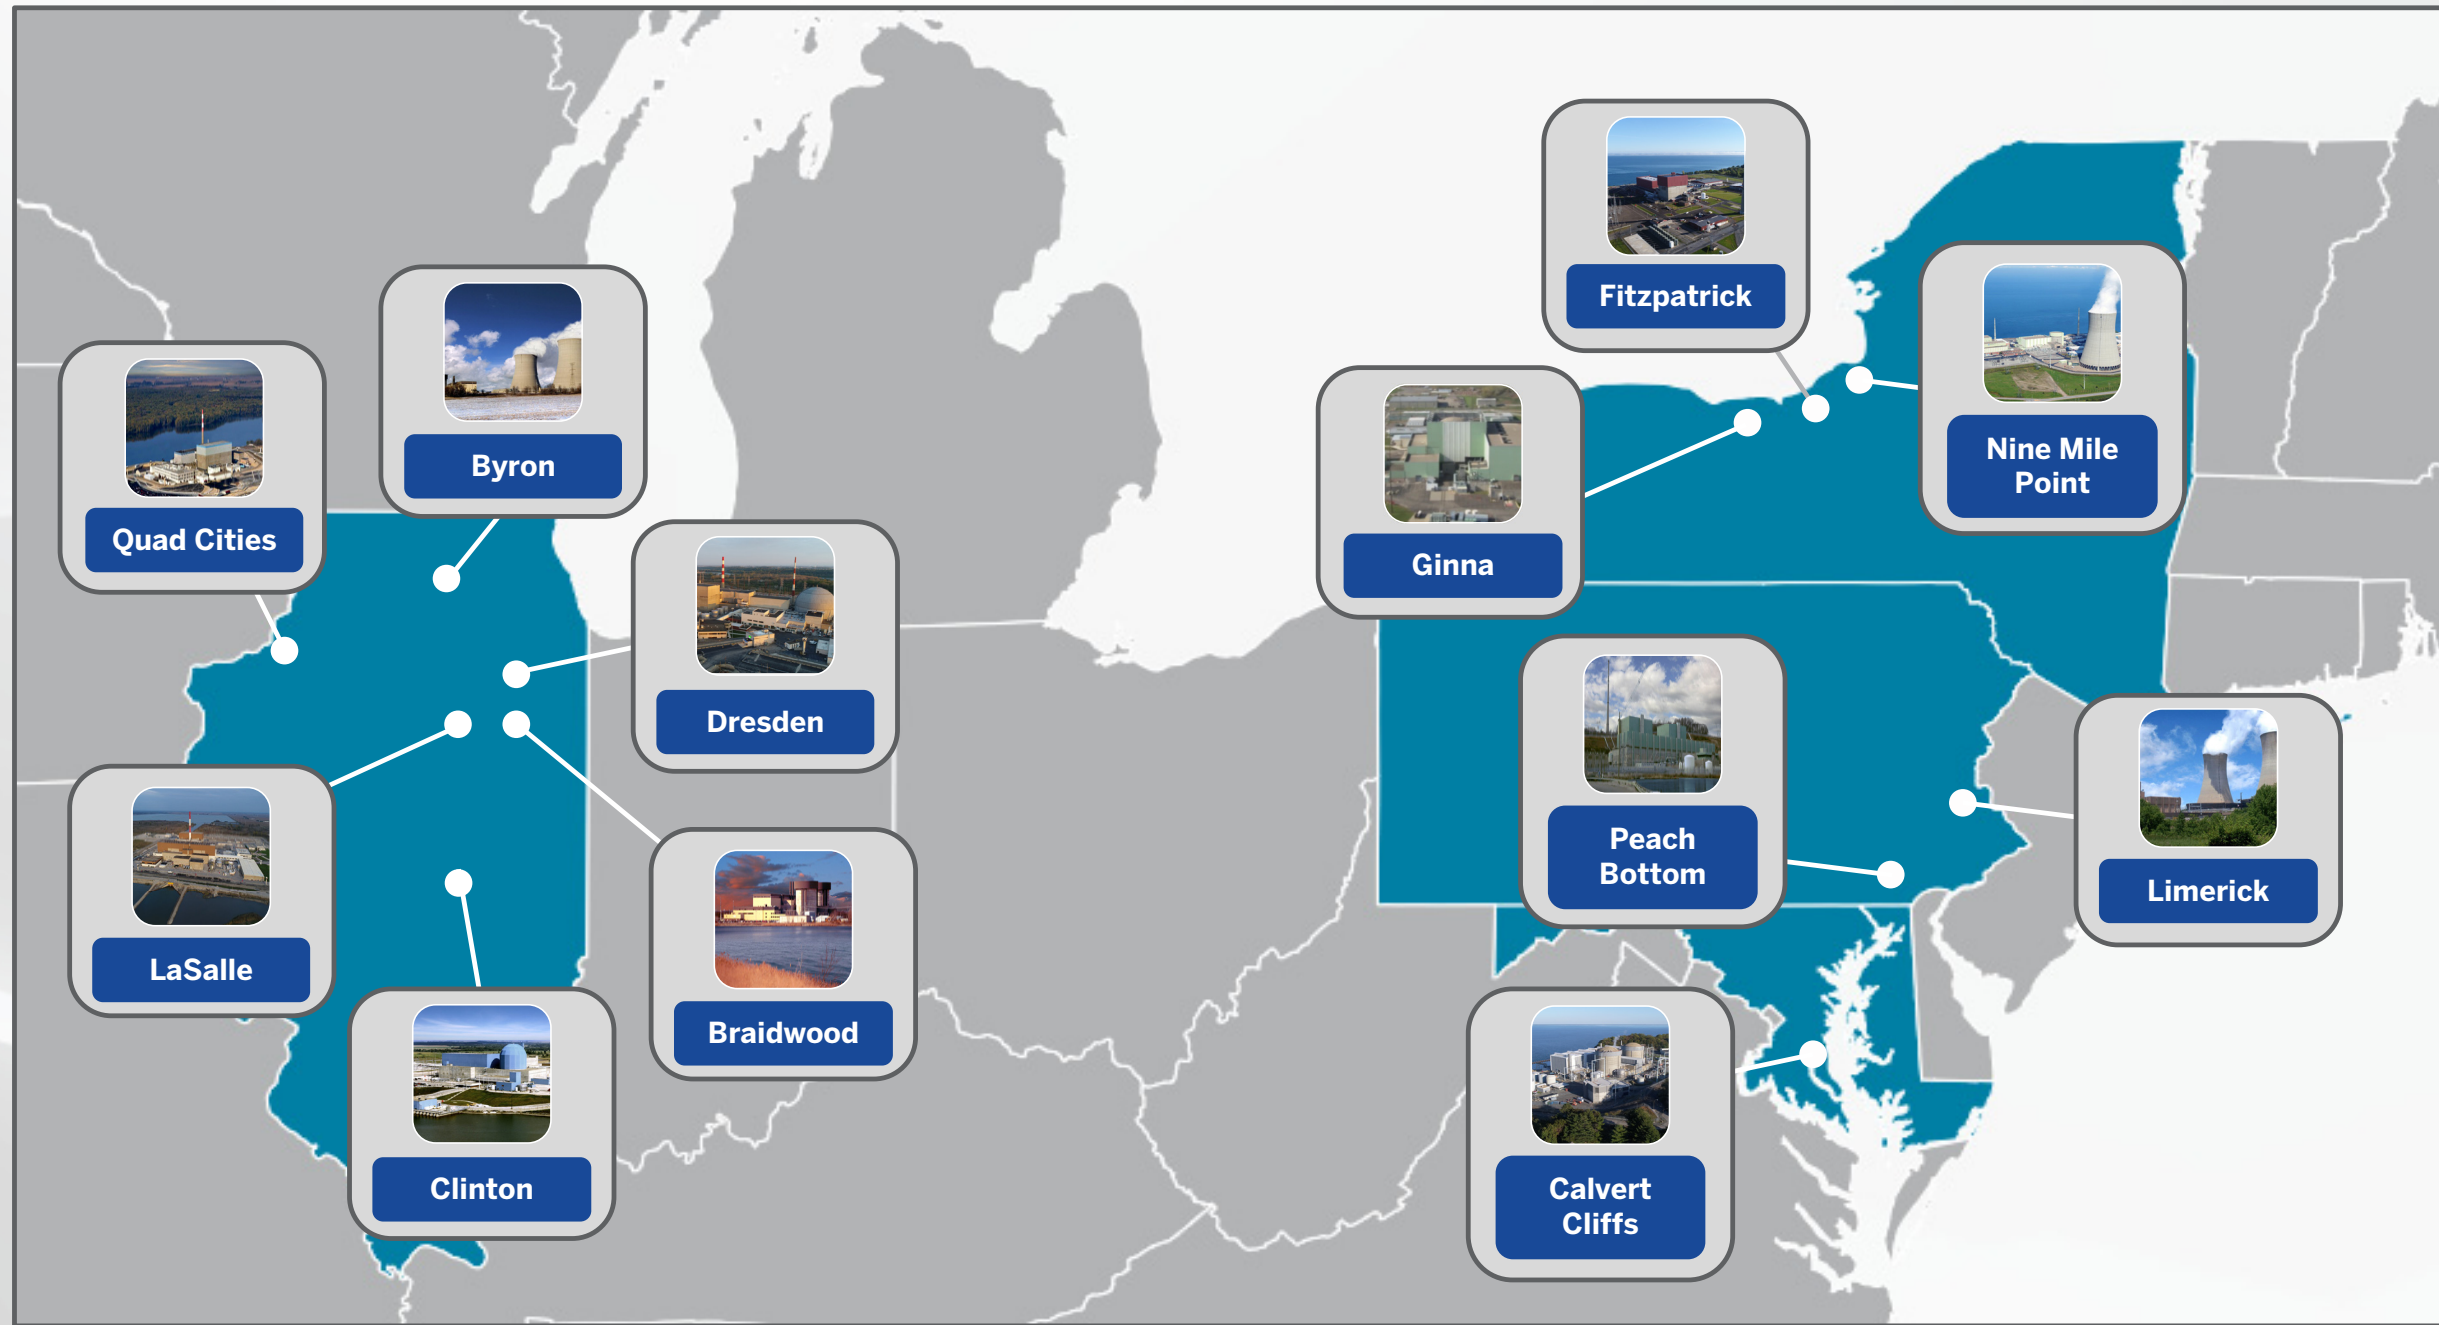 Fitzpatrick
Nine Mile
Point
Byron
Quad Cities
Ginna
Dresden
Peach
Bottom
Limerick
LaSalle
Braidwood
Clinton
Calvert
Cliffs